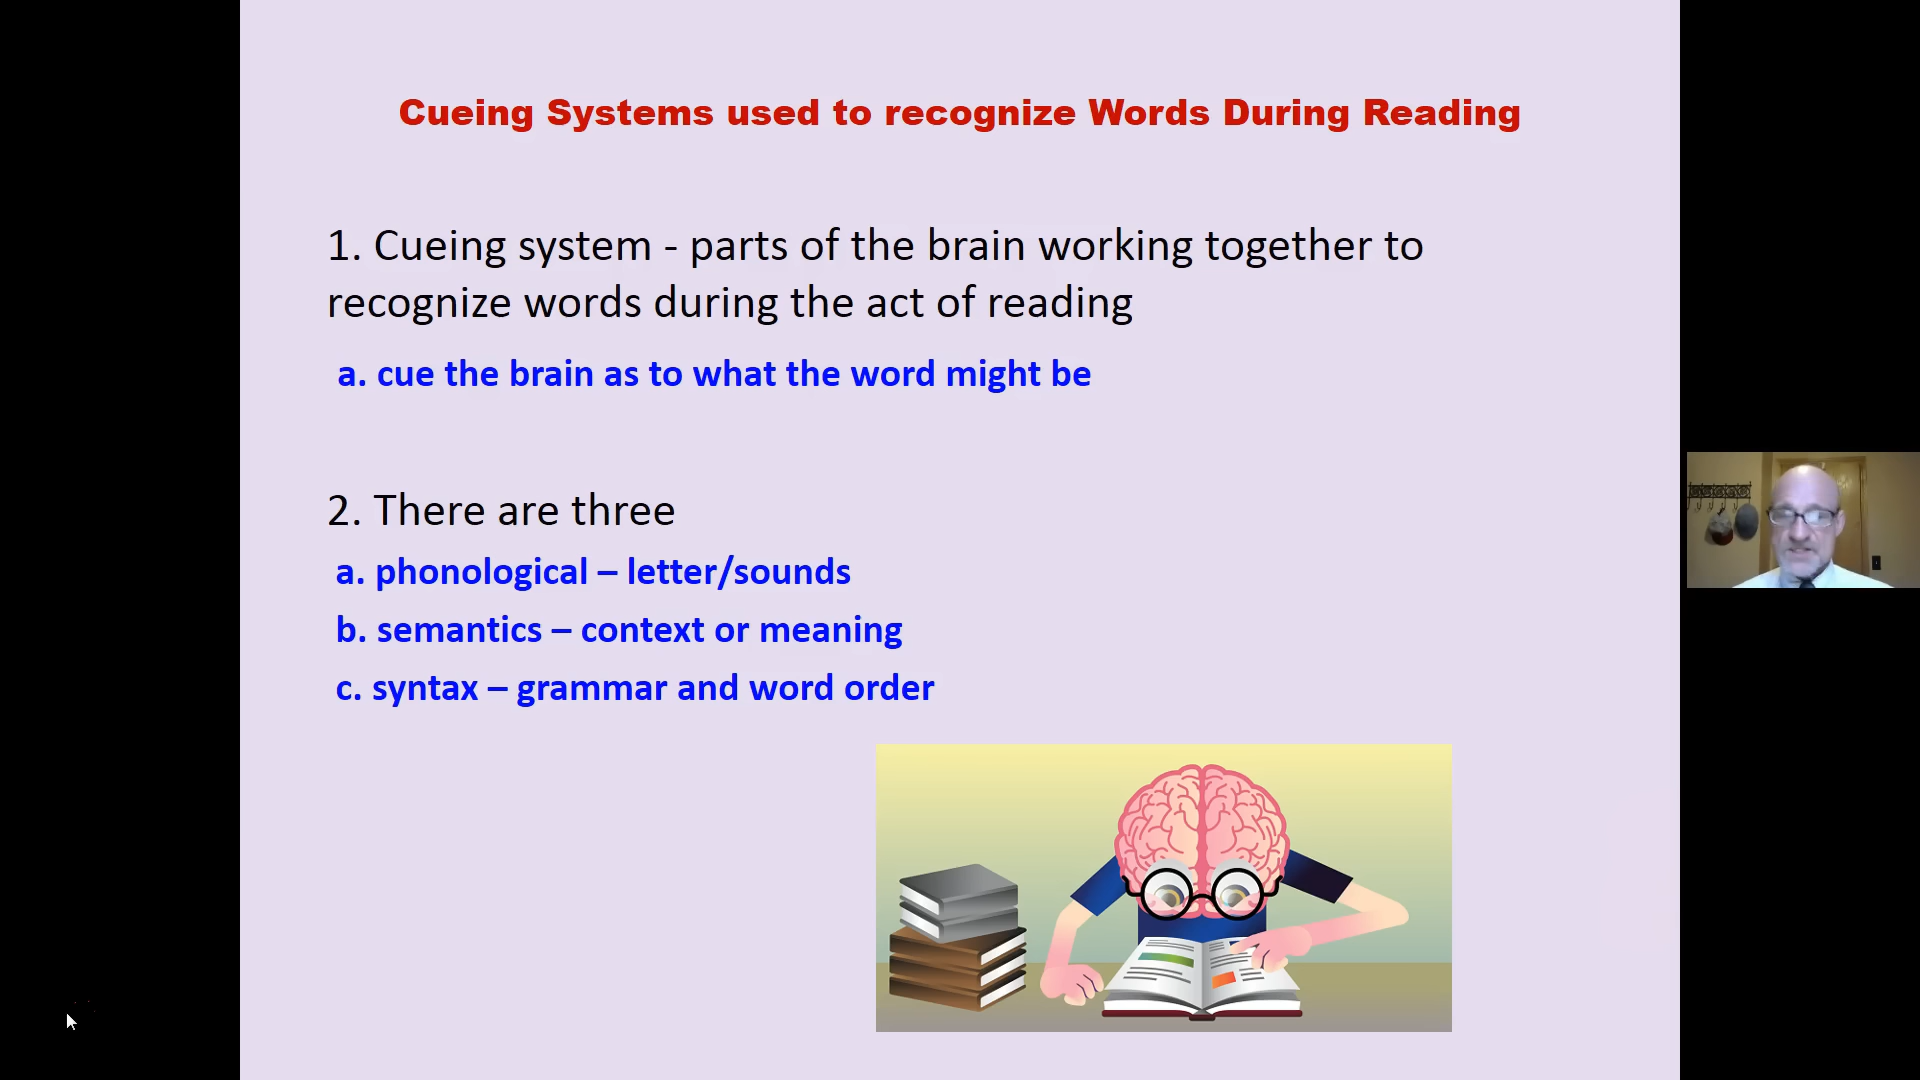 Cueing Systems used to recognize Words During Reading
1. Cueing system - parts of the brain working together to
recognize words during the act of reading
a. cue the brain as to what the word might be
2. There are three
a. phonological – letter/sounds
b. semantics – context or meaning
c. syntax – grammar and word order